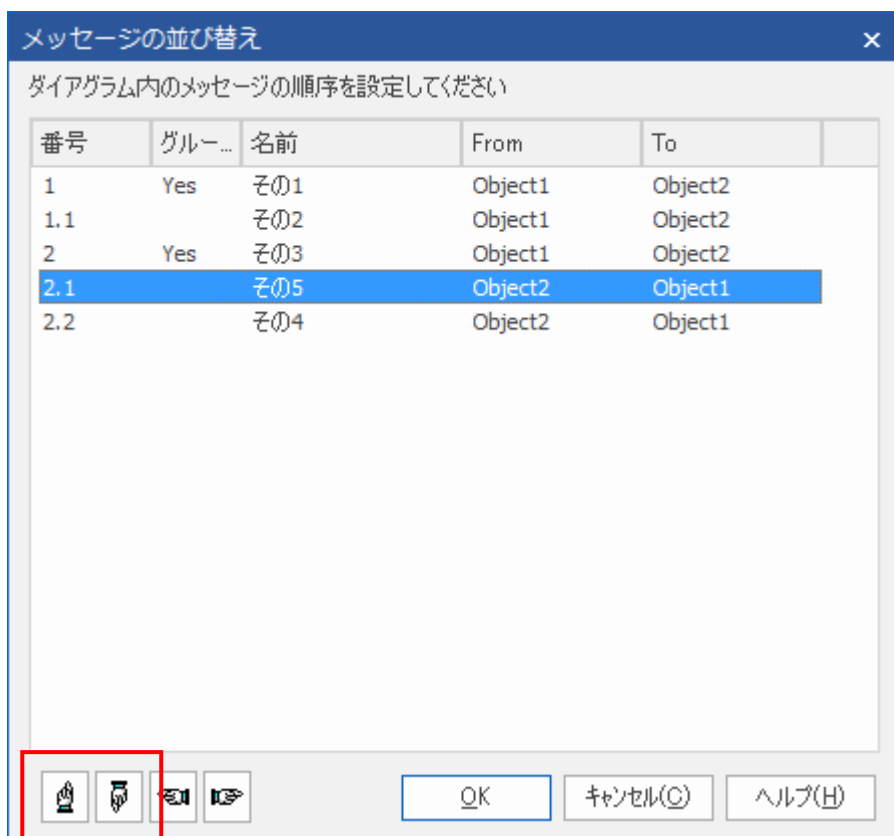 メッセージの並び替え
ダイアグラム内のメッセージの順序を設定してください
番号 グルー... 名前 From To
1 Yes その1 Object1 Object2
1.1 その2 Object1 Object2
2 Yes その3 Object1 Object2
2.1 その5 Object2 Object1
2.2 その4 Object2 Object1
OK キャンセル(C) ヘルプ(H)